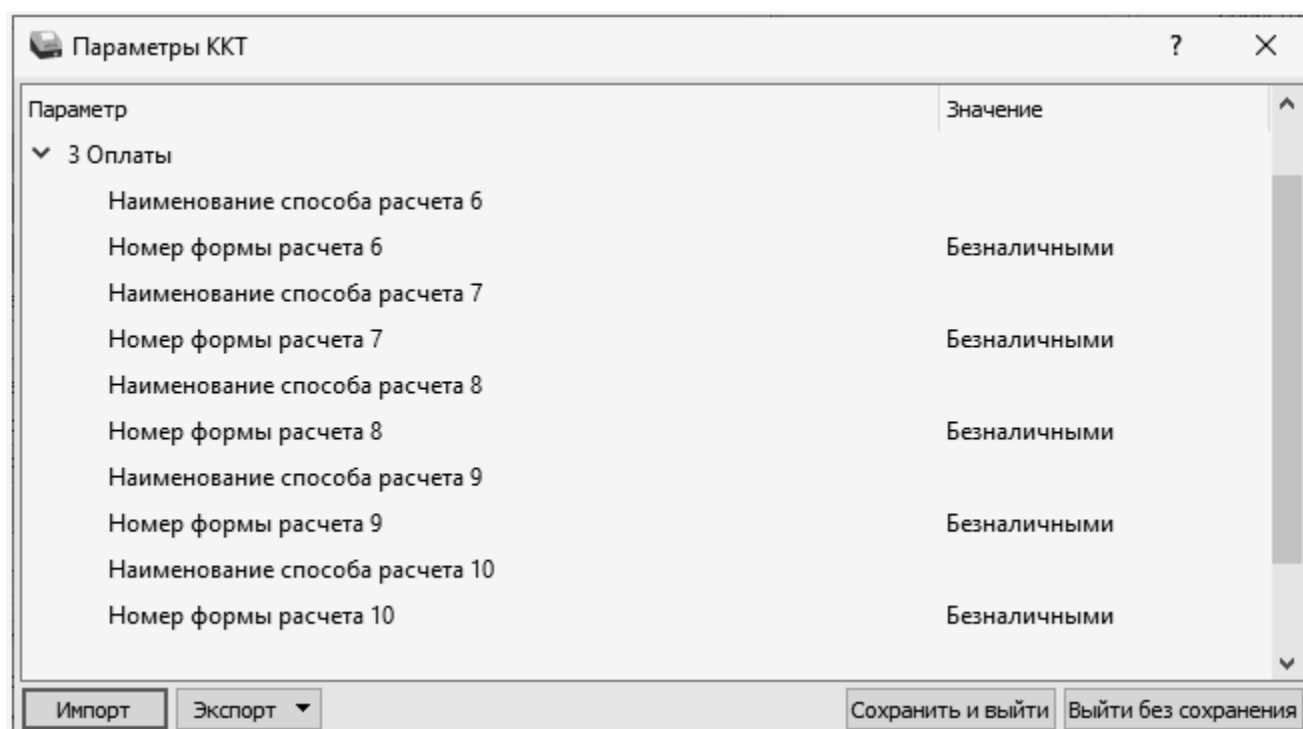 Параметры ККТ ?
Параметр Значение
3 Оплаты
Наименование способа расчета 6
Номер формы расчета 6 Безналичными
Наименование способа расчета 7
Номер формы расчета 7 Безналичными
Наименование способа расчета 8
Номер формы расчета 8 Безналичными
Наименование способа расчета 9
Номер формы расчета 9 Безналичными
Наименование способа расчета 10
Номер формы расчета 10 Безналичными
Импорт Экспорт Сохранить и выйти Выйти без сохранения